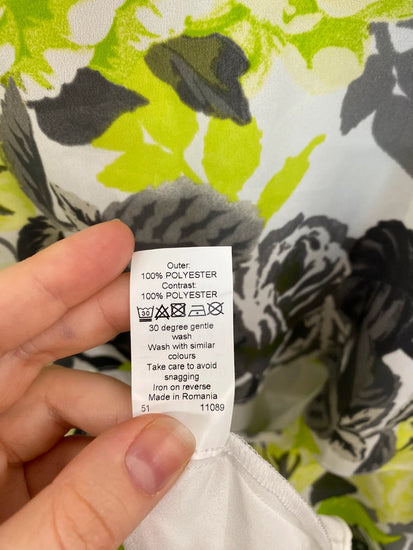 Outer:
100% POLYESTER
Contrast:
100% POLYESTER
30
30 degree gentle
wash
Wash with similar
colours
Take care to avoid
snagging
Iron on reverse
Made in Romania
51 11089